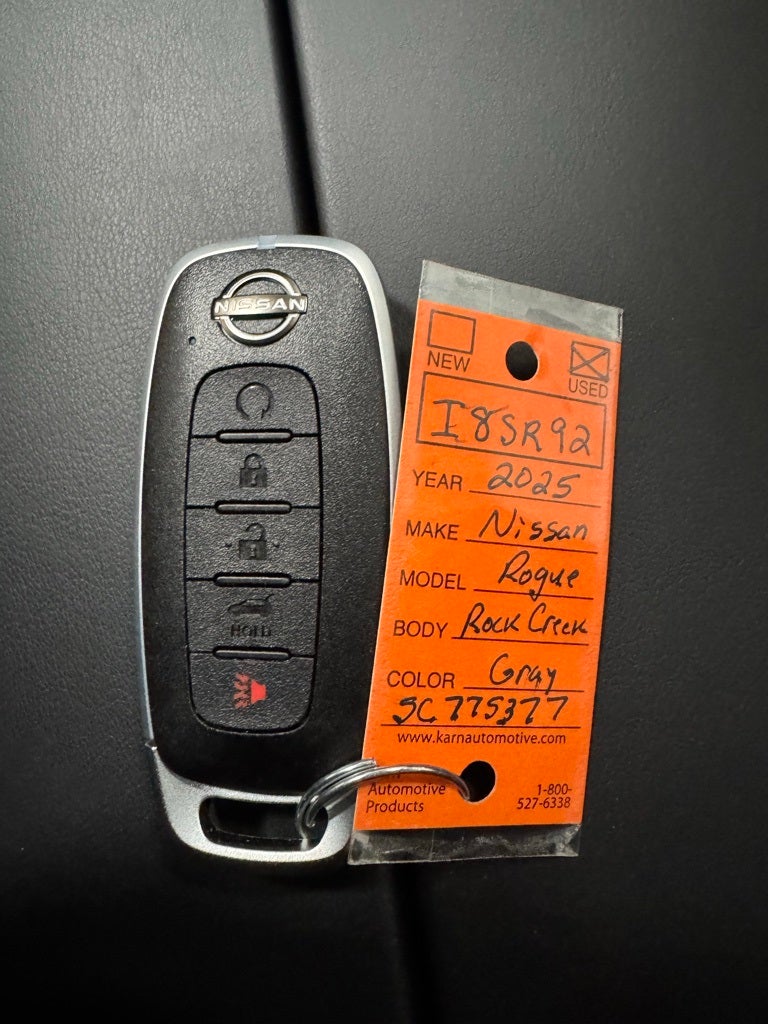 NISSAN
HOLD
NEW
USED
I8SR92
YEAR 2025
MAKE Nissan
MODEL Rogue
BODY Rock Creek
COLOR Gray
SC775377
www.karnautomotive.com
Automotive
Products
1-800-
527-6338